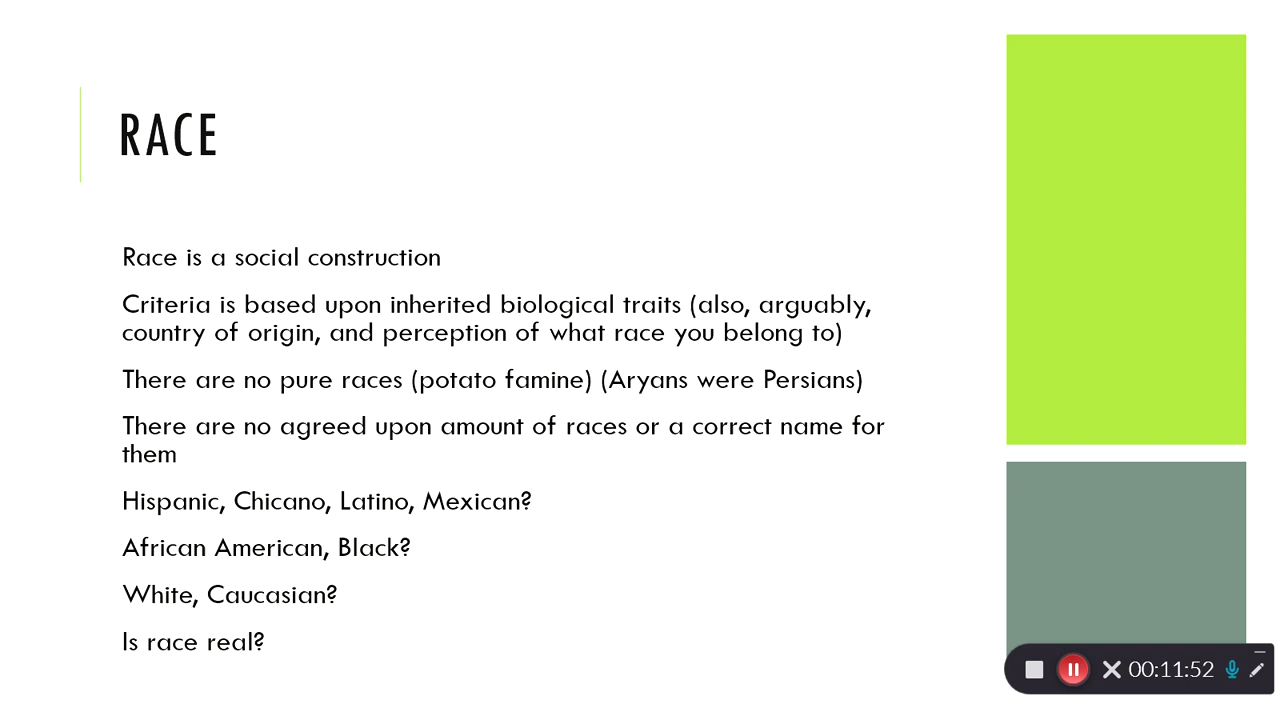 RACE
Race is a social construction
Criteria is based upon inherited biological traits (also, arguably,
country of origin, and perception of what race you belong to)
There are no pure races (potato famine) (Aryans were Persians)
There are no agreed upon amount of races or a correct name for
them
Hispanic, Chicano, Latino, Mexican?
African American, Black?
White, Caucasian?
Is race real?
00:11:52